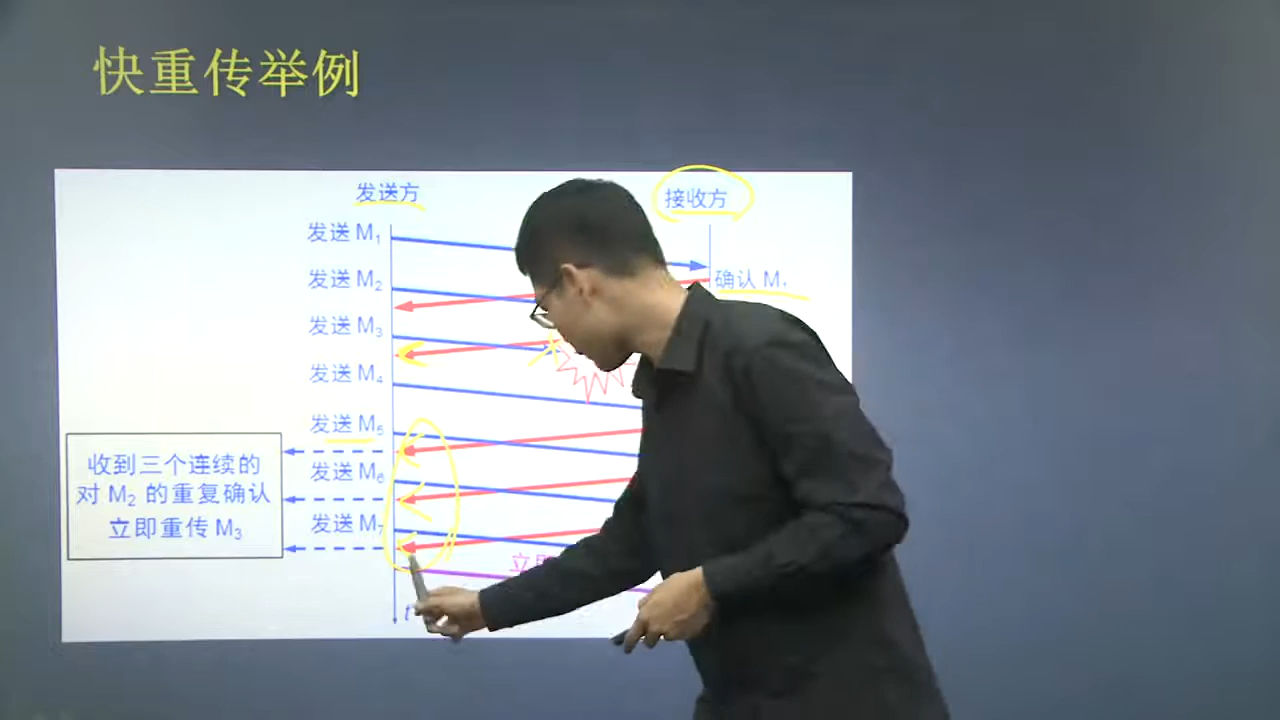 快重传举例
发送方
接收方
发送 M1
发送 M2
确认 M
发送 M3
发送 M4
发送 M5
收到三个连续的
对 M2 的重复确认
立即重传 M3
发送 M6
发送 M7
立即
t